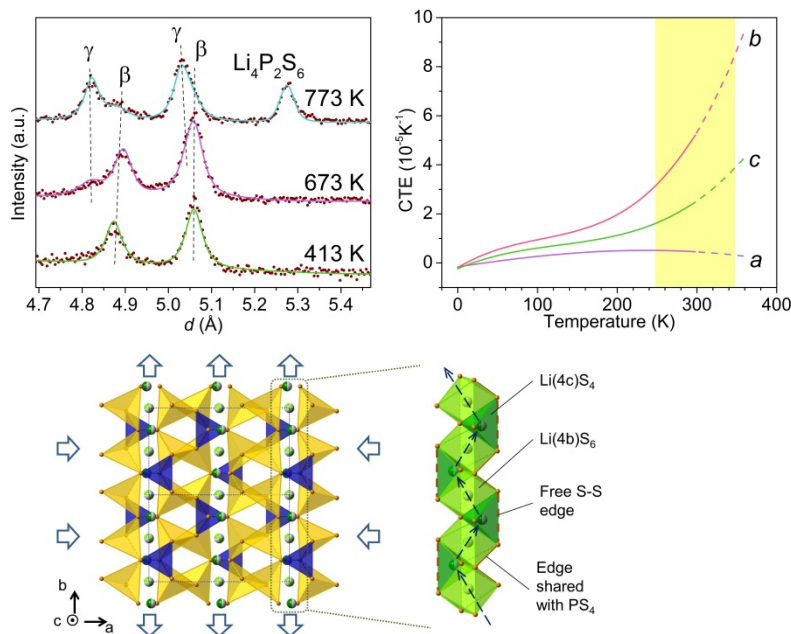 γ
β
γ
β
Li₄P₂S₆
773 K
673 K
413 K
Intensity (a.u.)
4.7 4.8 4.9 5.0 5.1 5.2 5.3 5.4
d (Å)
10
8
6
4
2
0
CTE (10⁻⁵K⁻¹)
b
c
a
0 100 200 300 400
Temperature (K)
b
c
a
Li(4c)S₄
Li(4b)S₆
Free S-S
edge
Edge
shared
with PS₄